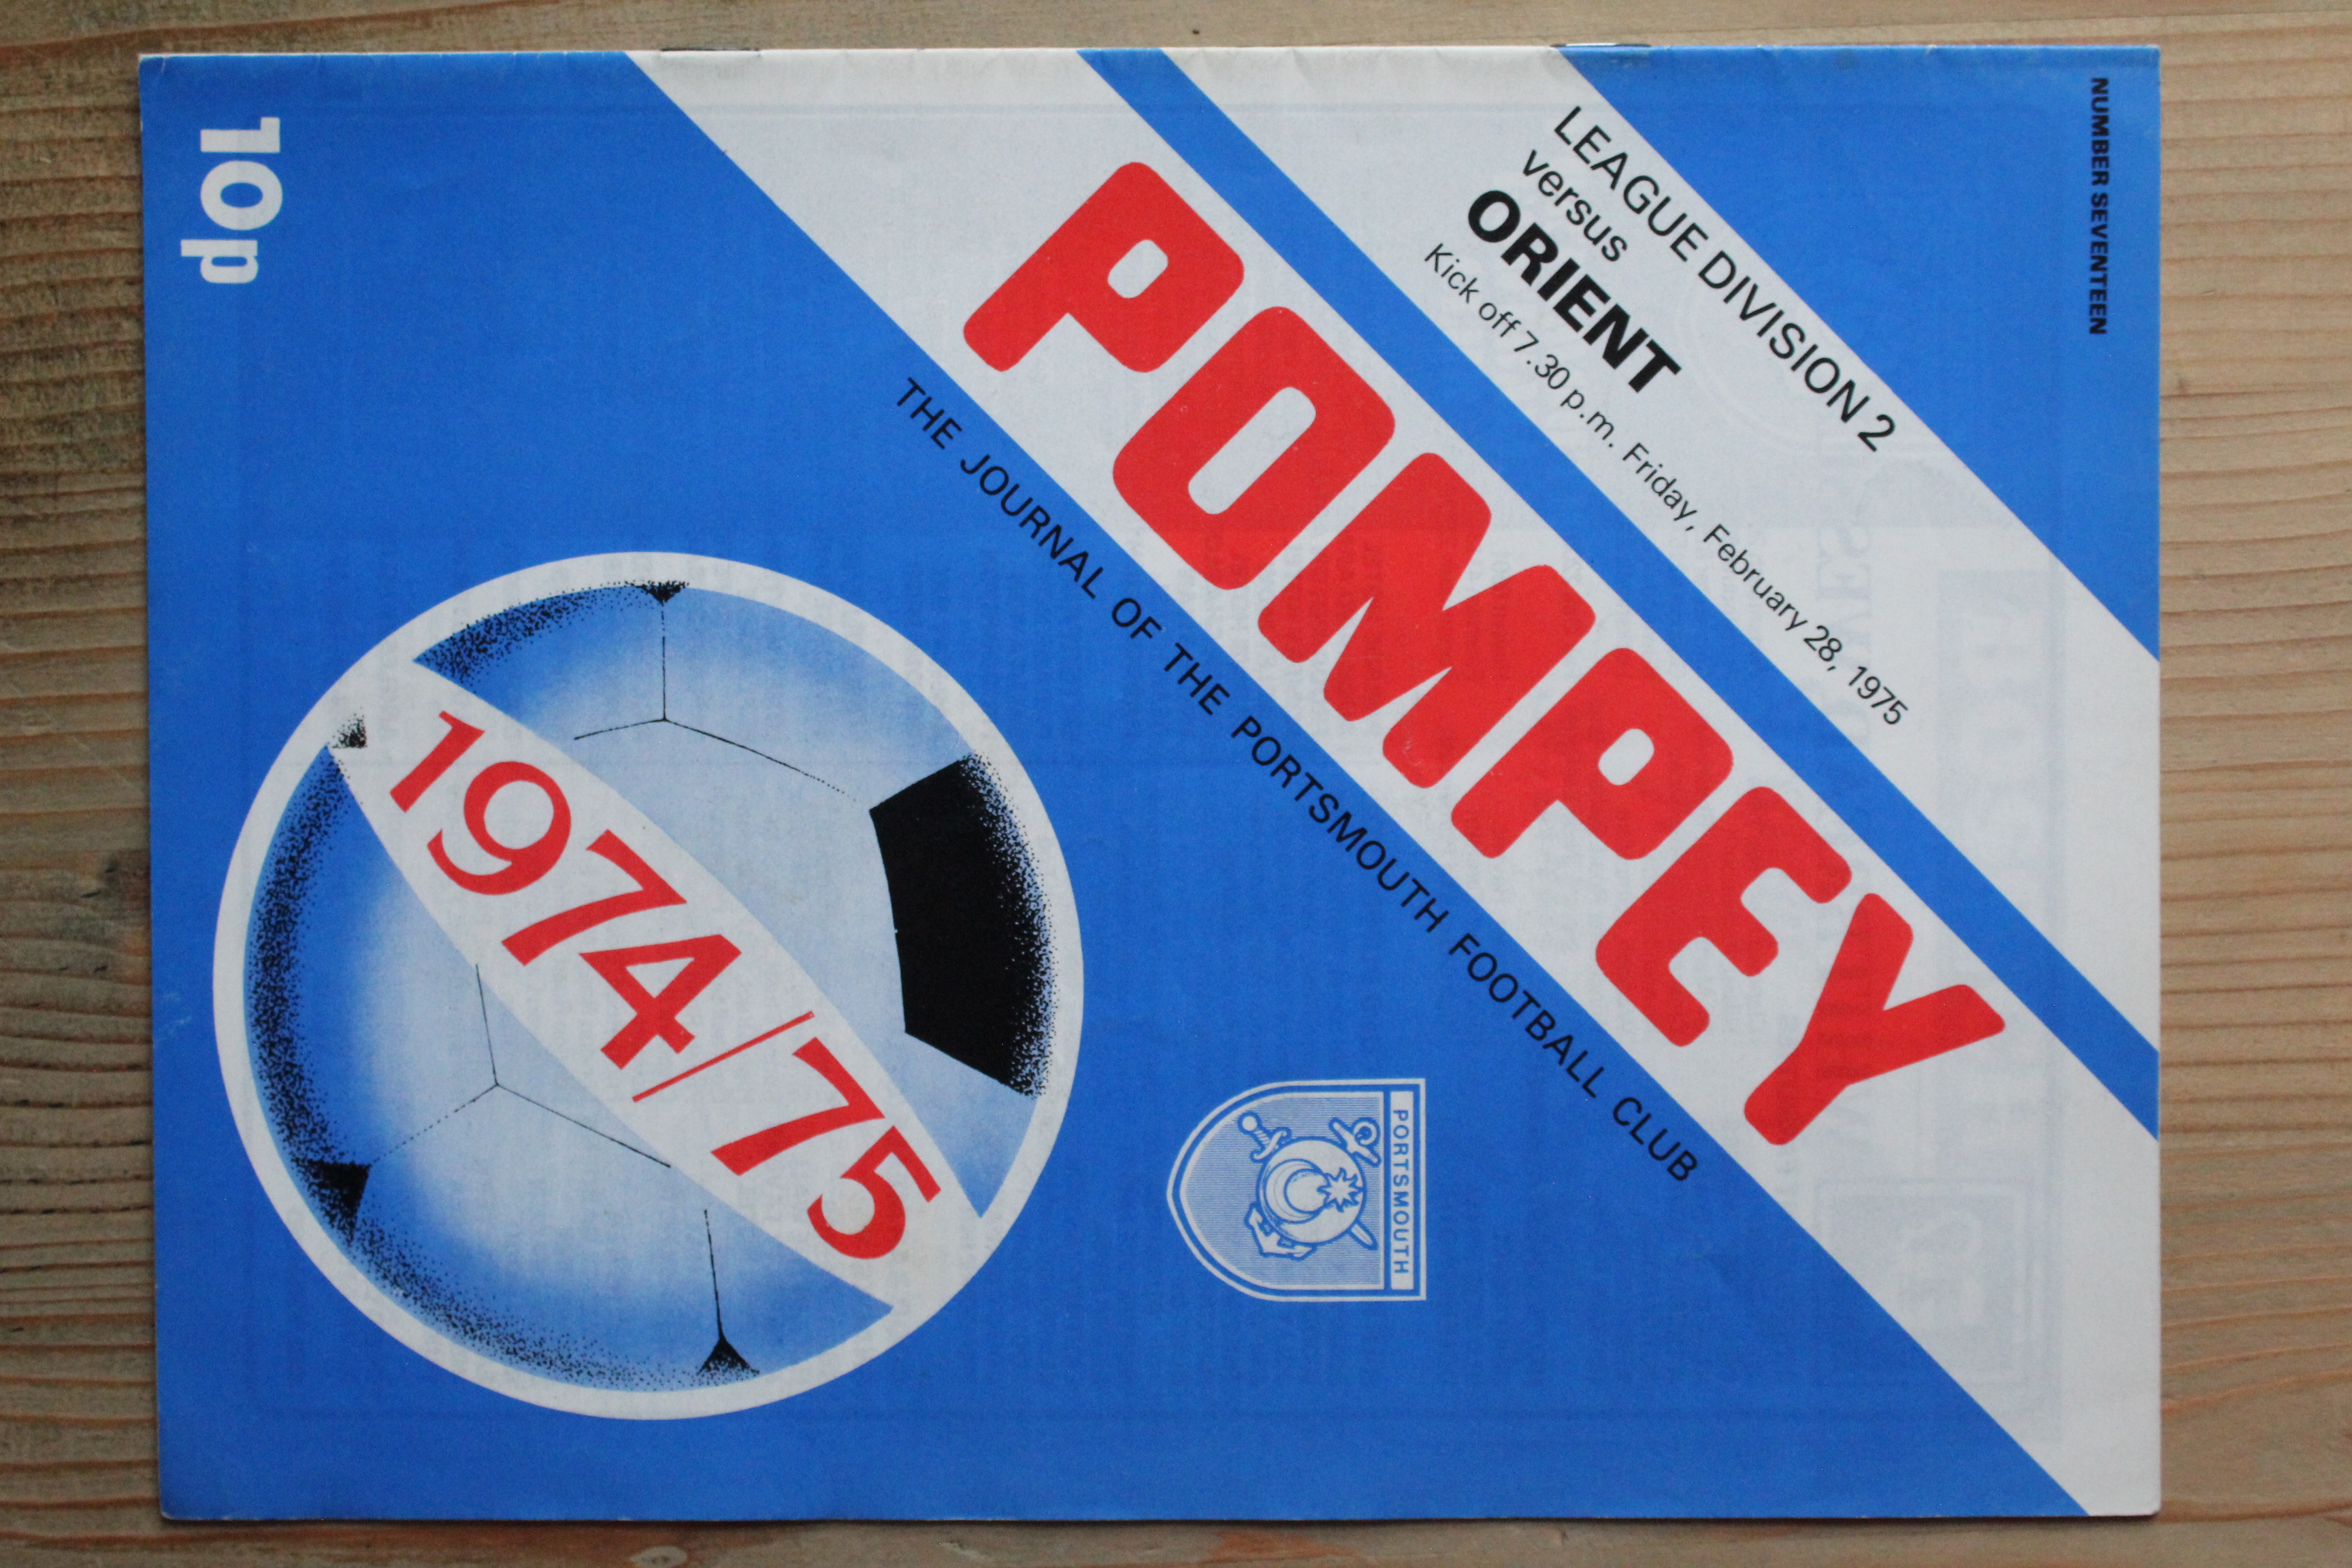 NUMBER SEVENTEEN
LEAGUE DIVISION 2
versus
ORIENT
Kick off 7.30 p.m. Friday, February 28, 1975
POMPEY
THE JOURNAL OF THE PORTSMOUTH FOOTBALL CLUB
PORTSMOUTH
1974/75
10p